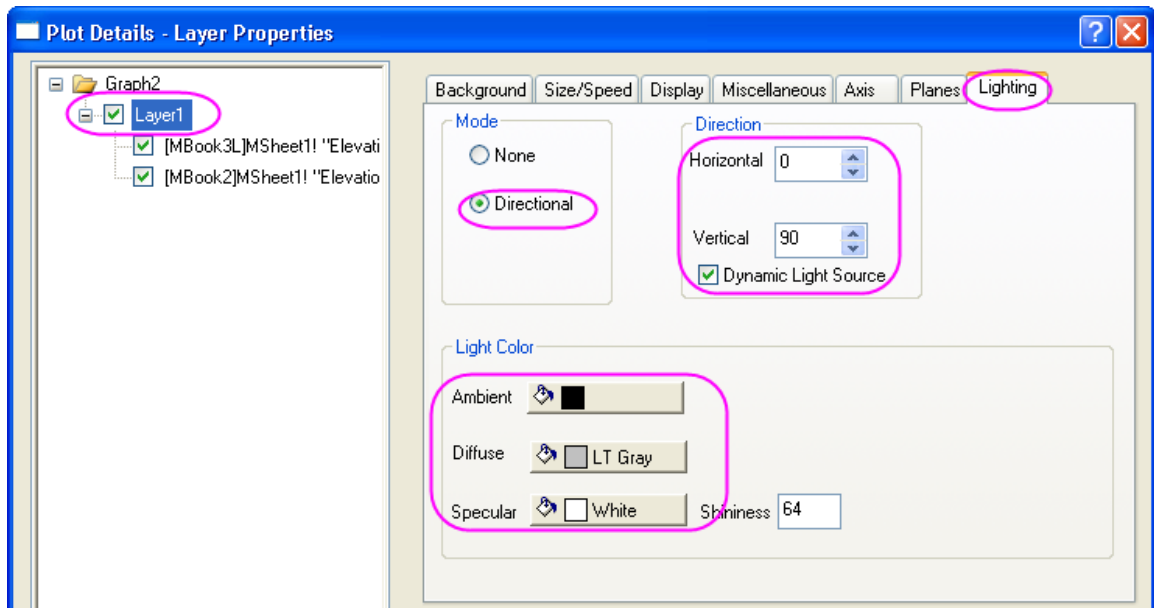 Plot Details - Layer Properties
Graph2
Layer1
[MBook3L]MSheet1! "Elevati
[MBook2]MSheet1! "Elevatio
Background Size/Speed Display Miscellaneous Axis Planes Lighting
Mode
None
Directional
Direction
Horizontal 0
Vertical 90
Dynamic Light Source
Light Color
Ambient
Diffuse LT Gray
Specular White Shininess 64